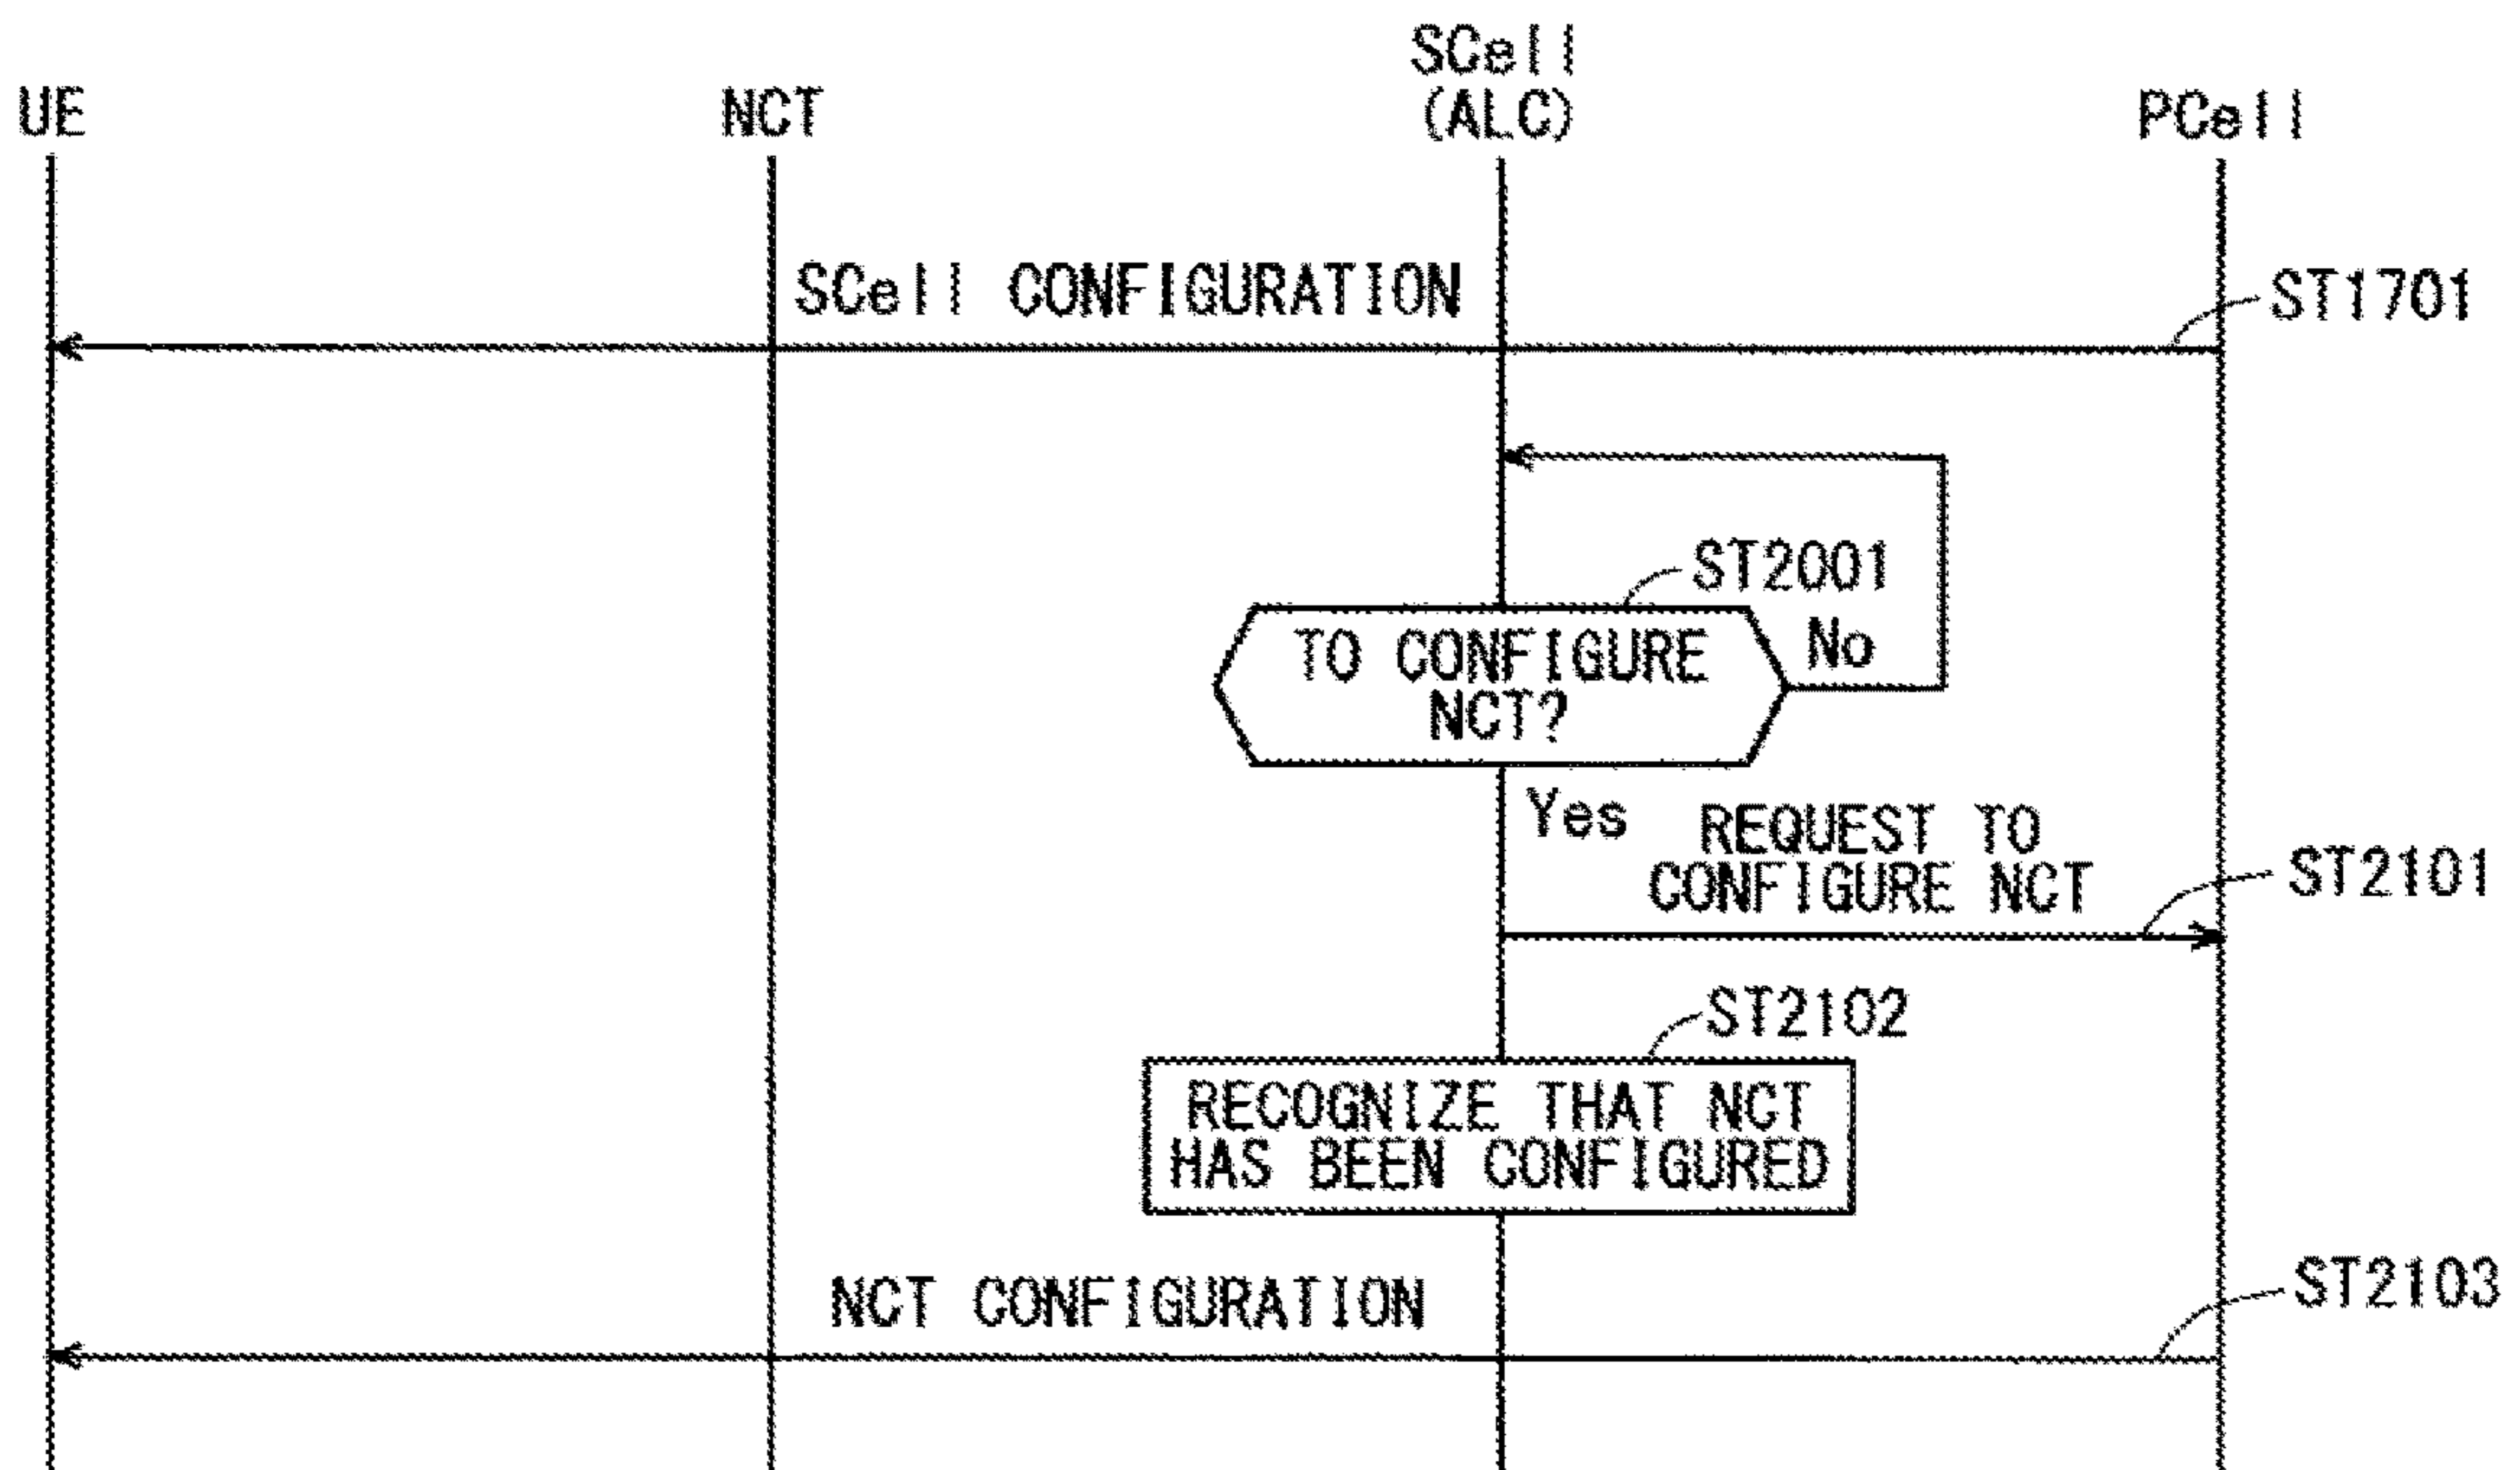 UE
NCT
SCell
(ALC)
PCell
SCell CONFIGURATION
ST1701
ST2001
TO CONFIGURE
NCT?
No
Yes
REQUEST TO
CONFIGURE NCT
ST2101
ST2102
RECOGNIZE THAT NCT
HAS BEEN CONFIGURED
NCT CONFIGURATION
ST2103